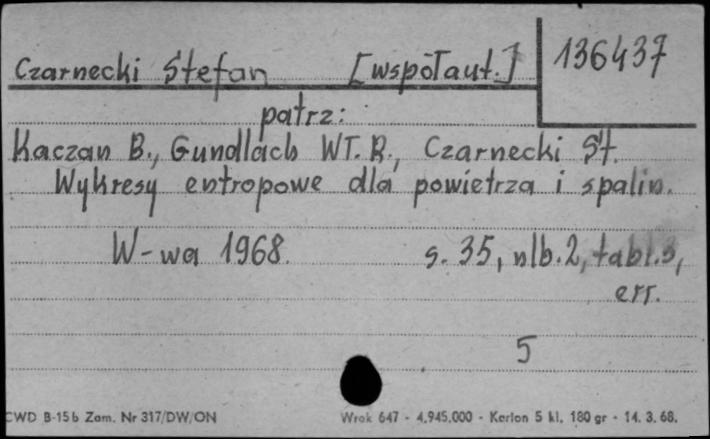 Czarnecki Stefan [współaut.] 136437
patrz:
Kaczan B., Gundlach WT. R., Czarnecki St.
Wykresy entropowe dla powietrza i spalin.
W-wa 1968. s. 35, nlb. 2, tabl. 3,
err.
5
CWD B-15b Zam. Nr 317/DW/ON Wrok 647 - 4.945.000 - Karton 5 kl. 180 gr - 14. 3. 68.